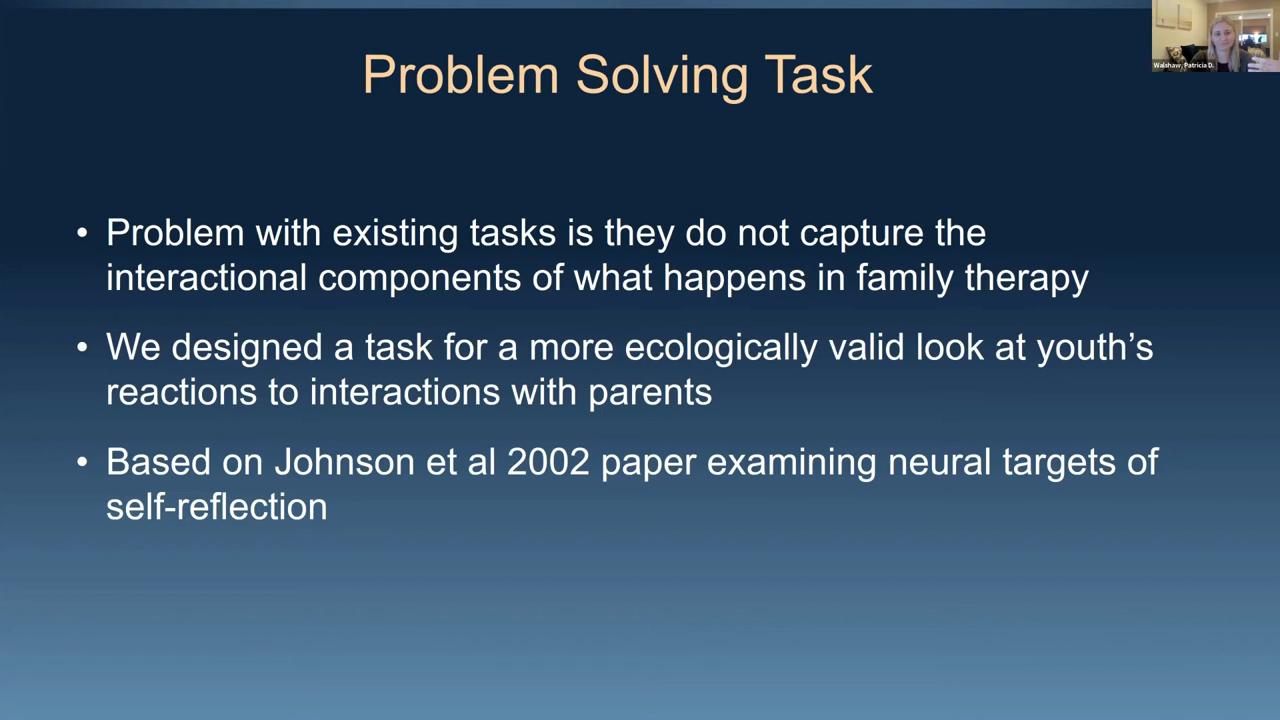 Walshaw, Patricia D.
Problem Solving Task
• Problem with existing tasks is they do not capture the
interactional components of what happens in family therapy
• We designed a task for a more ecologically valid look at youth’s
reactions to interactions with parents
• Based on Johnson et al 2002 paper examining neural targets of
self-reflection